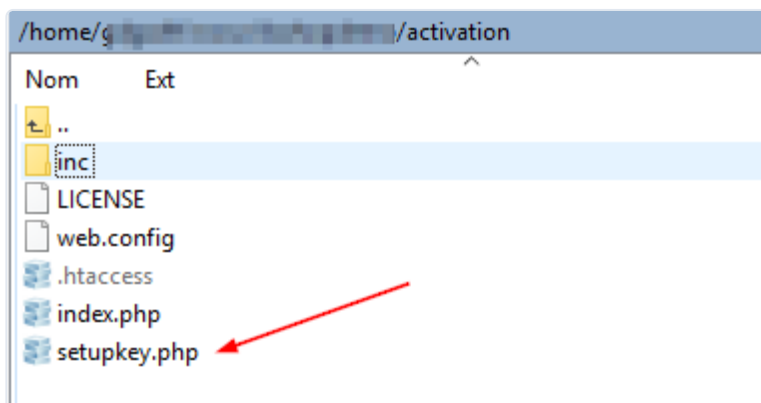 /home/g /activation
Nom Ext
..
inc
LICENSE
web.config
.htaccess
index.php
setupkey.php